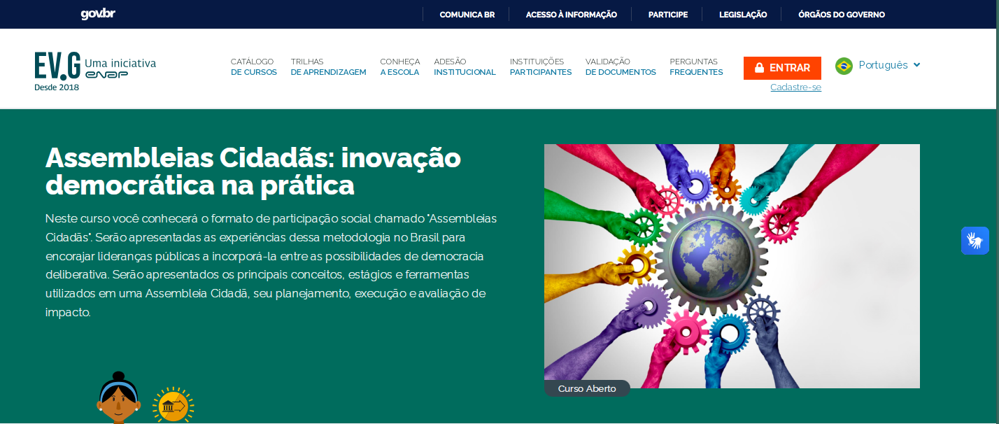 gov.br
COMUNICA BR
ACESSO À INFORMAÇÃO
PARTICIPE
LEGISLAÇÃO
ÓRGÃOS DO GOVERNO
EV.G Uma iniciativa
enap
Desde 2018
CATÁLOGO
DE CURSOS
TRILHAS
DE APRENDIZAGEM
CONHEÇA
A ESCOLA
ADESÃO
INSTITUCIONAL
INSTITUIÇÕES
PARTICIPANTES
VALIDAÇÃO
DE DOCUMENTOS
PERGUNTAS
FREQUENTES
ENTRAR
Cadastre-se
Português
Assembleias Cidadãs: inovação
democrática na prática
Neste curso você conhecerá o formato de participação social chamado "Assembleias
Cidadãs". Serão apresentadas as experiências dessa metodologia no Brasil para
encorajar lideranças públicas a incorporá-la entre as possibilidades de democracia
deliberativa. Serão apresentados os principais conceitos, estágios e ferramentas
utilizados em uma Assembleia Cidadã, seu planejamento, execução e avaliação de
impacto.
Curso Aberto